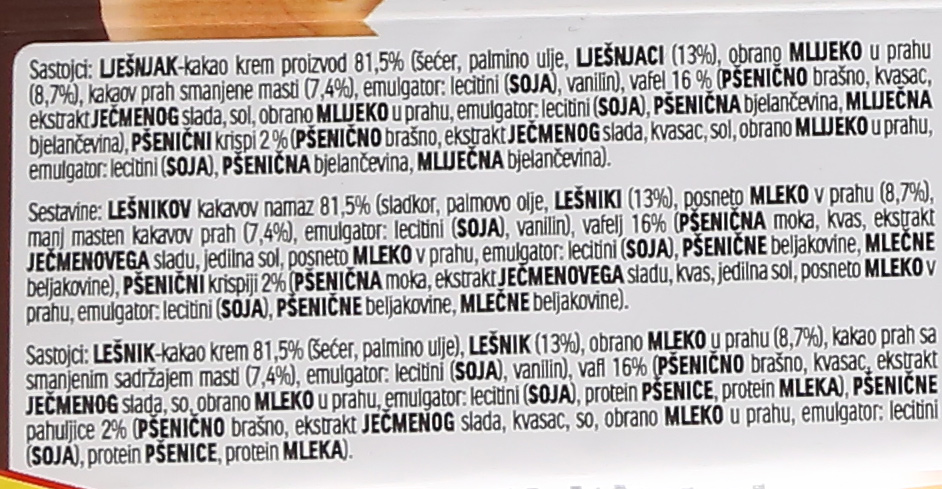 Sastojci: LJEŠNJAK-kakao krem proizvod 81,5% (šećer, palmino ulje, LJEŠNJACI (13%), obrano MLIJEKO u prahu
(8,7%), kakaov prah smanjene masti (7,4%), emulgator: lecitini (SOJA), vanilin), vafel 16 % (PŠENIČNO brašno, kvasac,
ekstrakt JEČMENOG slada, sol, obrano MLIJEKO u prahu, emulgator: lecitini (SOJA), PŠENIČNA bjelančevina, MLIJEČNA
bjelančevina), PŠENIČNI krispi 2 % (PŠENIČNO brašno, ekstrakt JEČMENOG slada, kvasac, sol, obrano MLIJEKO u prahu,
emulgator: lecitini (SOJA), PŠENIČNA bjelančevina, MLIJEČNA bjelančevina).
Sestavine: LEŠNIKOV kakavov namaz 81,5% (sladkor, palmovo olje, LEŠNIKI (13%), posneto MLEKO v prahu (8,7%),
manj masten kakavov prah (7,4%), emulgator: lecitini (SOJA), vanilin), vafelj 16% (PŠENIČNA moka, kvas, ekstrakt
JEČMENOVEGA sladu, jedilna sol, posneto MLEKO v prahu, emulgator: lecitini (SOJA), PŠENIČNE beljakovine, MLEČNE
beljakovine), PŠENIČNI krispiji 2% (PŠENIČNA moka, ekstrakt JEČMENOVEGA sladu, kvas, jedilna sol, posneto MLEKO v
prahu, emulgator: lecitini (SOJA), PŠENIČNE beljakovine, MLEČNE beljakovine).
Sastojci: LEŠNIK-kakao krem 81,5% (šećer, palmino ulje), LEŠNIK (13%), obrano MLEKO u prahu (8,7%), kakao prah sa
smanjenim sadržajem masti (7,4%), emulgator: lecitini (SOJA), vanilin), vafl 16% (PŠENIČNO brašno, kvasac, ekstrakt
JEČMENOG slada, so, obrano MLEKO u prahu, emulgator: lecitini (SOJA), protein PŠENICE, protein MLEKA), PŠENIČNE
pahuljice 2% (PŠENIČNO brašno, ekstrakt JEČMENOG slada, kvasac, so, obrano MLEKO u prahu, emulgator: lecitini
(SOJA), protein PŠENICE, protein MLEKA).